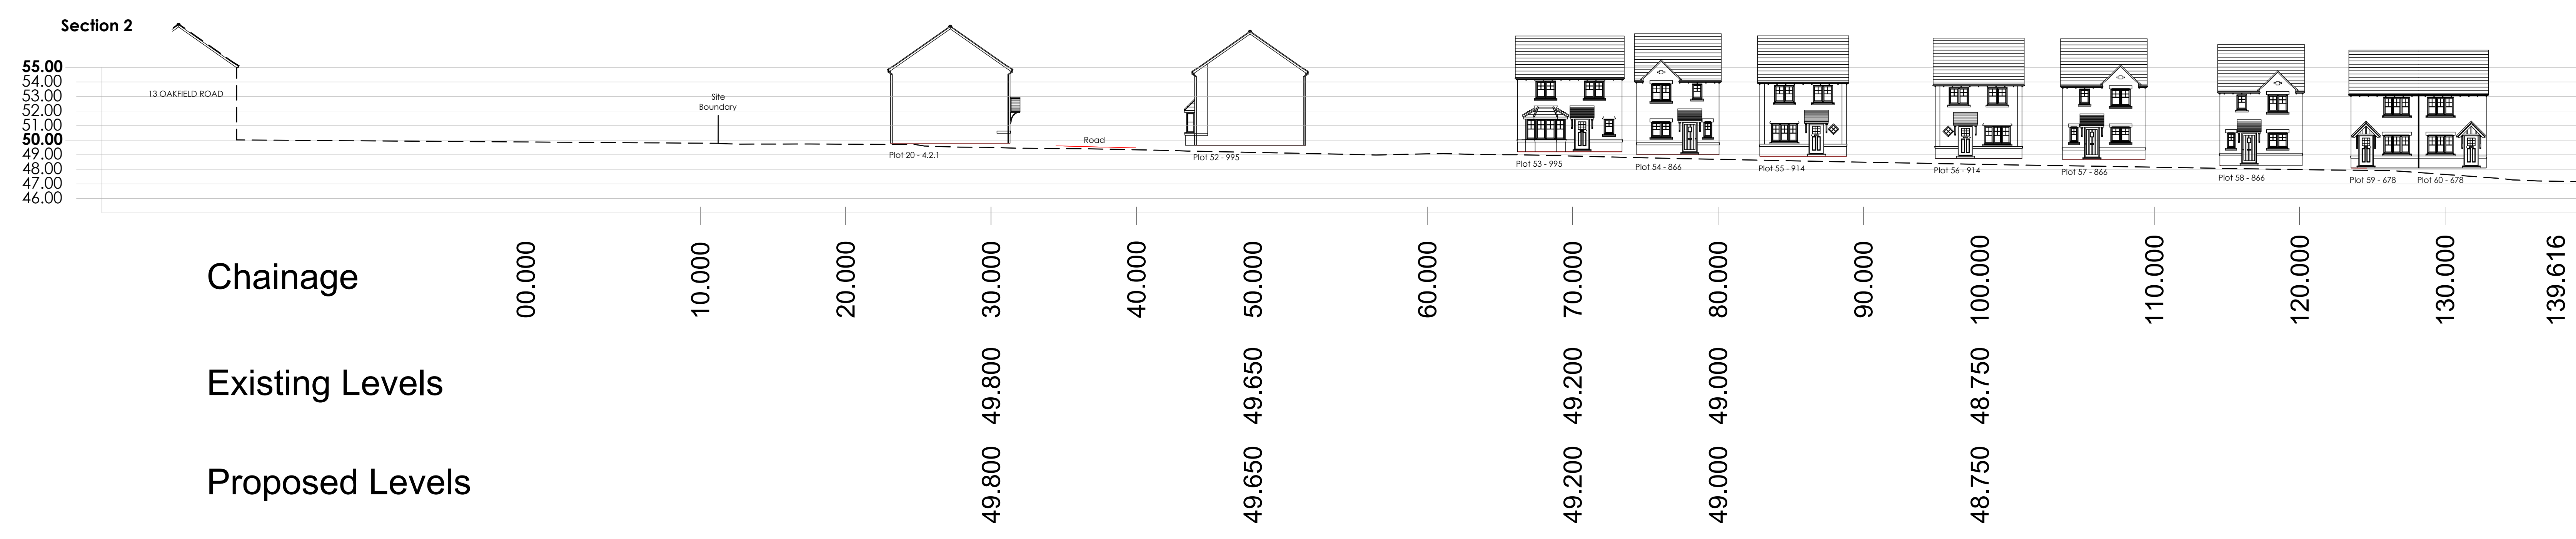 Section 2
55.00
54.00
53.00
52.00
51.00
50.00
49.00
48.00
47.00
46.00
13 OAKFIELD ROAD
Site
Boundary
Plot 20 - 4.2.1
Road
Plot 52 - 995
Plot 53 - 995
Plot 54 - 866
Plot 55 - 914
Plot 56 - 914
Plot 57 - 866
Plot 58 - 866
Plot 59 - 678
Plot 60 - 678
Chainage
00.000
10.000
20.000
30.000
40.000
50.000
60.000
70.000
80.000
90.000
100.000
110.000
120.000
130.000
139.616
Existing Levels
49.800
49.650
49.200
49.000
48.750
Proposed Levels
49.800
49.650
49.200
49.000
48.750